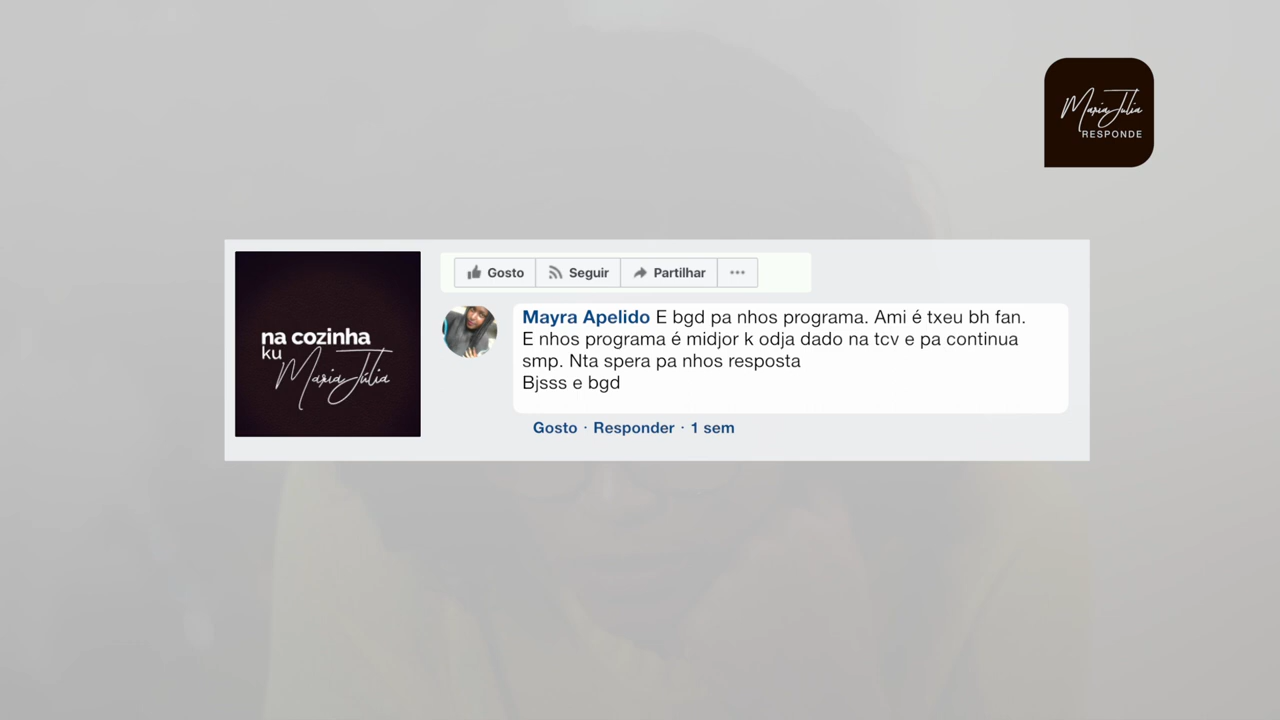 Maria Júlia
RESPONDE
na cozinha
ku
Maria Júlia
Gosto Seguir Partilhar ...
Mayra Apelido E bgd pa nhos programa. Ami é txeu bh fan.
E nhos programa é midjor k odja dado na tcv e pa continua
smp. Nta spera pa nhos resposta
Bjsss e bgd
Gosto · Responder · 1 sem